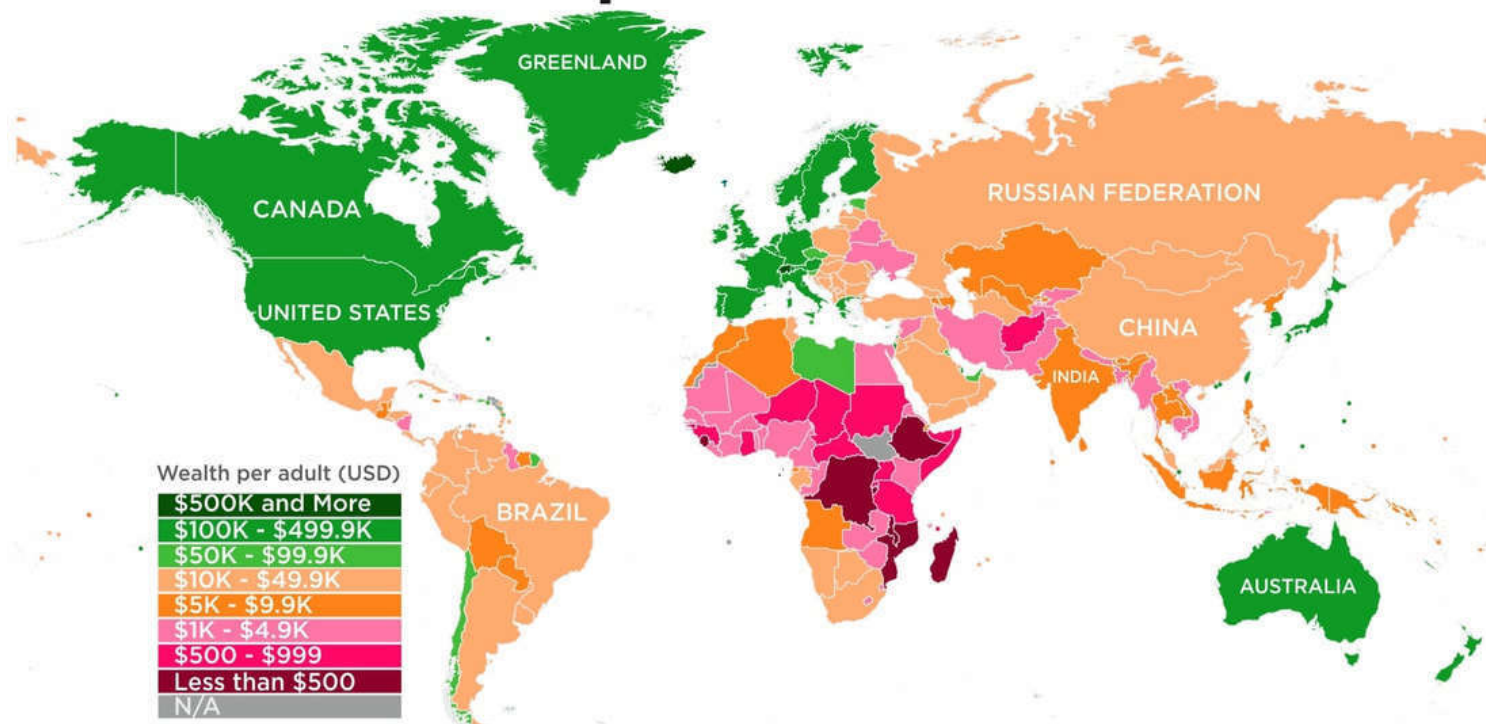 GREENLAND
CANADA
RUSSIAN FEDERATION
UNITED STATES
CHINA
INDIA
BRAZIL
AUSTRALIA
Wealth per adult (USD)
$500K and More
$100K - $499.9K
$50K - $99.9K
$10K - $49.9K
$5K - $9.9K
$1K - $4.9K
$500 - $999
Less than $500
N/A